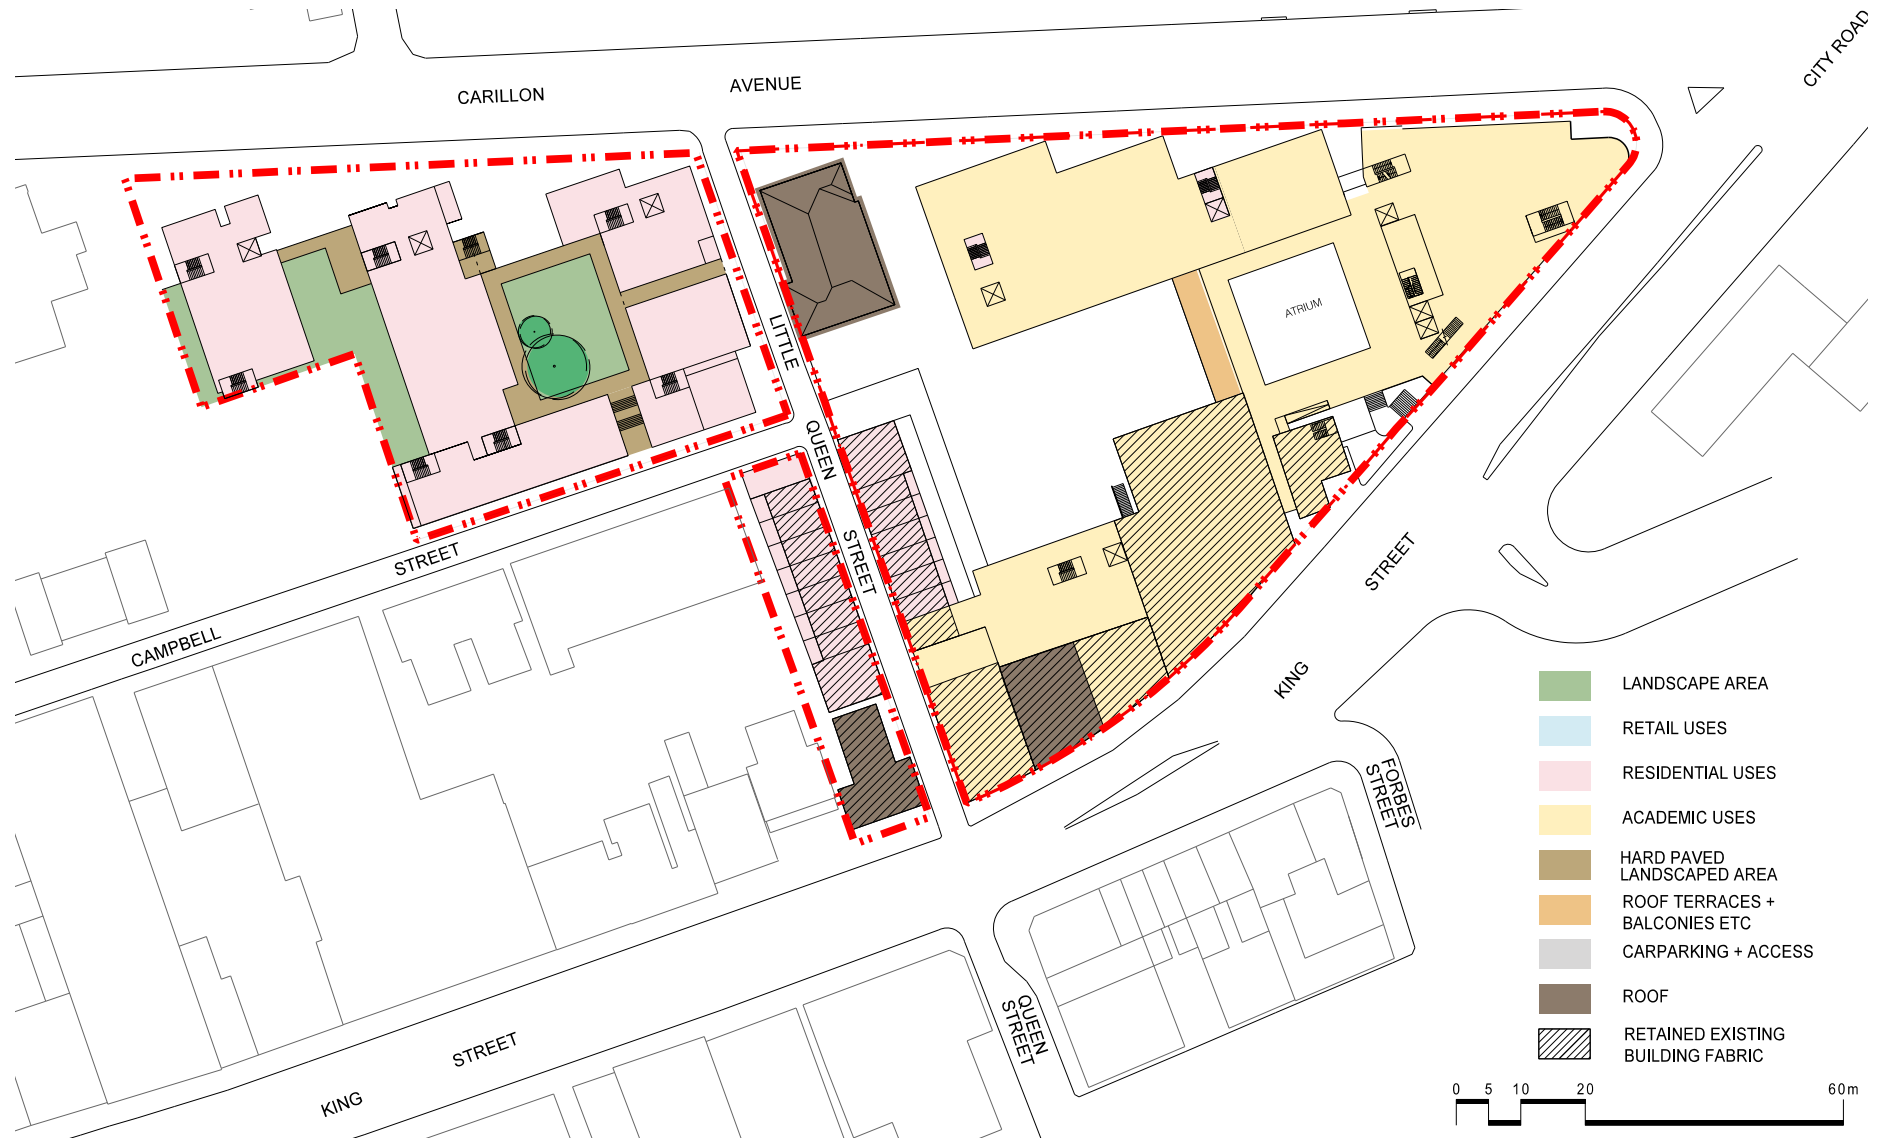 CITY ROAD
CARILLON
AVENUE
LITTLE
QUEEN
STREET
ATRIUM
STREET
CAMPBELL
STREET
KING
FORBES
STREET
QUEEN
STREET
STREET
KING
LANDSCAPE AREA
RETAIL USES
RESIDENTIAL USES
ACADEMIC USES
HARD PAVED
LANDSCAPED AREA
ROOF TERRACES +
BALCONIES ETC
CARPARKING + ACCESS
ROOF
RETAINED EXISTING
BUILDING FABRIC
0 5 10 20 60m